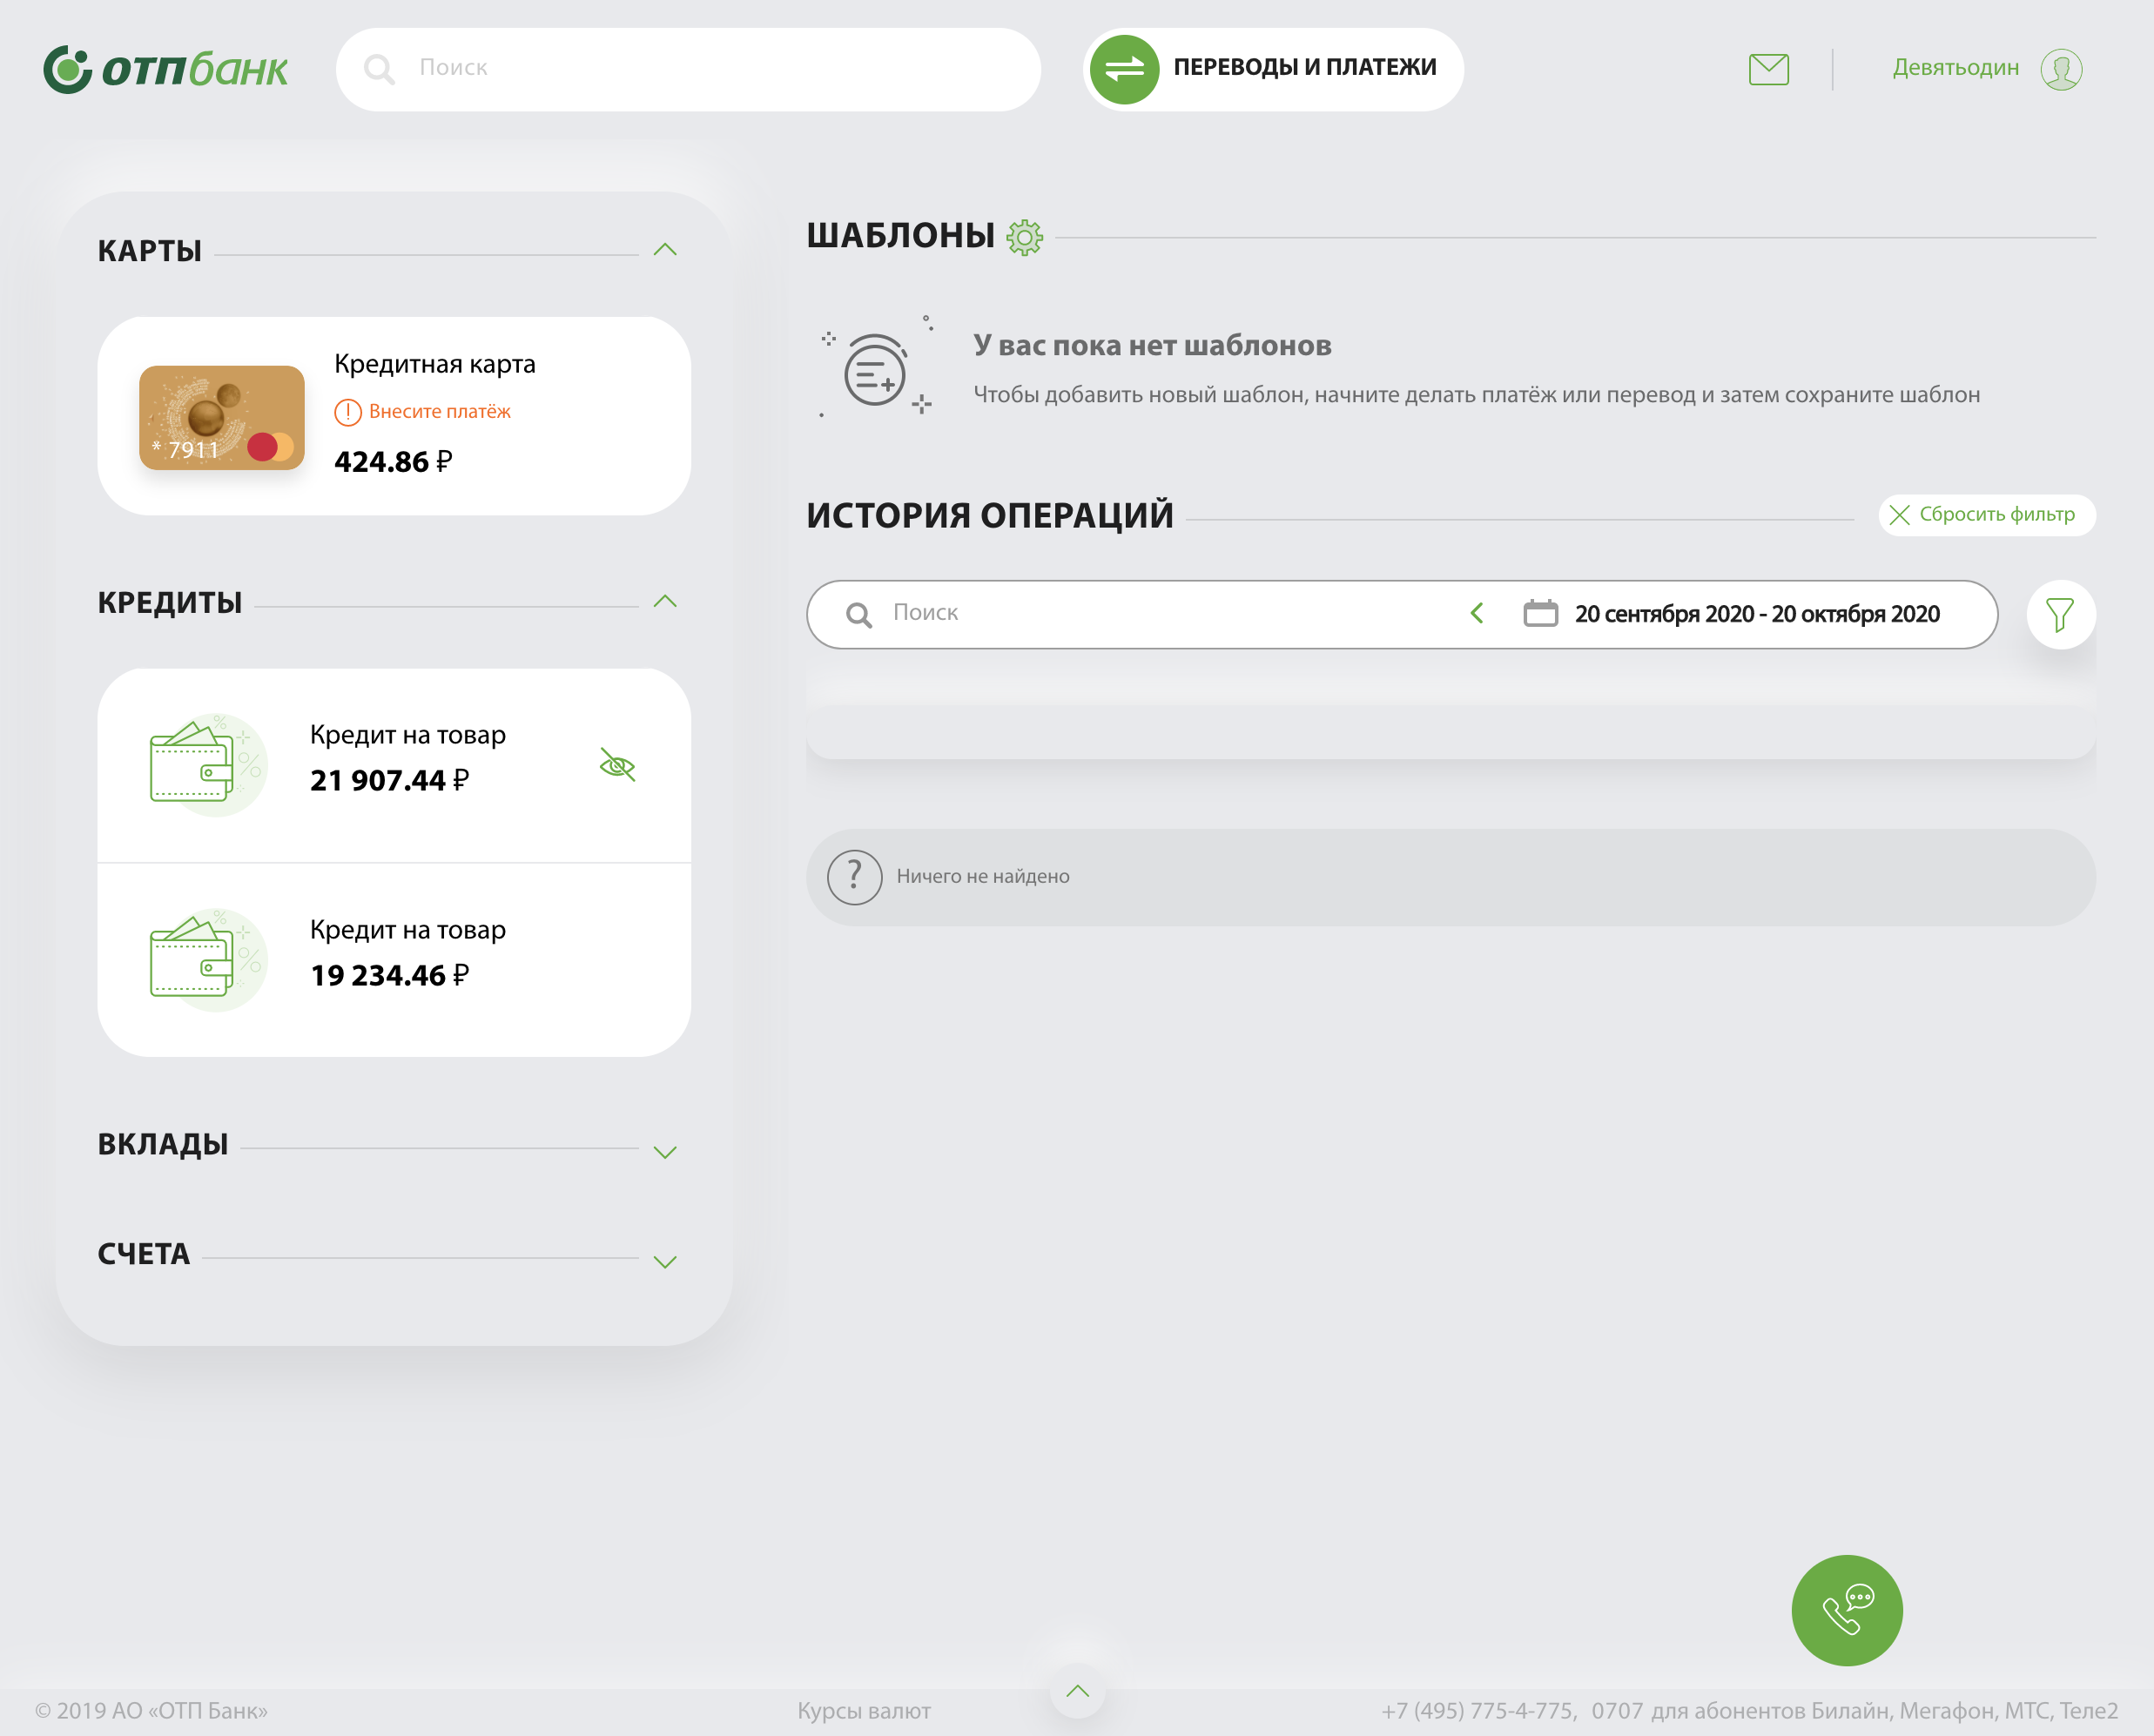 ОТПбанк
Поиск
ПЕРЕВОДЫ И ПЛАТЕЖИ
Девятьодин
КАРТЫ
Кредитная карта
Внесите платёж
* 7911
424.86 ₽
КРЕДИТЫ
Кредит на товар
21 907.44 ₽
Кредит на товар
19 234.46 ₽
ВКЛАДЫ
СЧЕТА
ШАБЛОНЫ
У вас пока нет шаблонов
Чтобы добавить новый шаблон, начните делать платёж или перевод и затем сохраните шаблон
ИСТОРИЯ ОПЕРАЦИЙ
Сбросить фильтр
Поиск
20 сентября 2020 - 20 октября 2020
?
Ничего не найдено
© 2019 АО «ОТП Банк»
Курсы валют
+7 (495) 775-4-775, 0707 для абонентов Билайн, Мегафон, МТС, Теле2